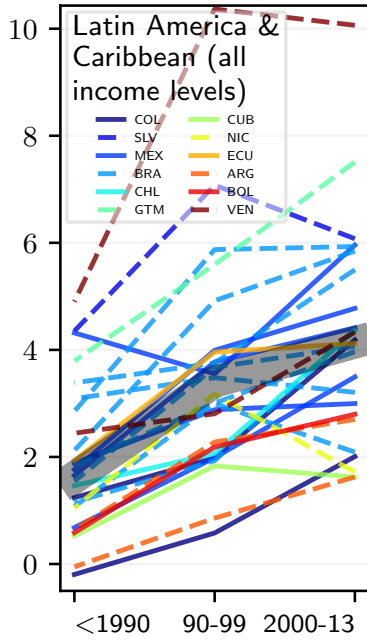 Latin America &
Caribbean (all
income levels)
COL
SLV
MEX
BRA
CHL
GTM
CUB
NIC
ECU
ARG
BOL
VEN
10
8
6
4
2
0
<1990 90-99 2000-13